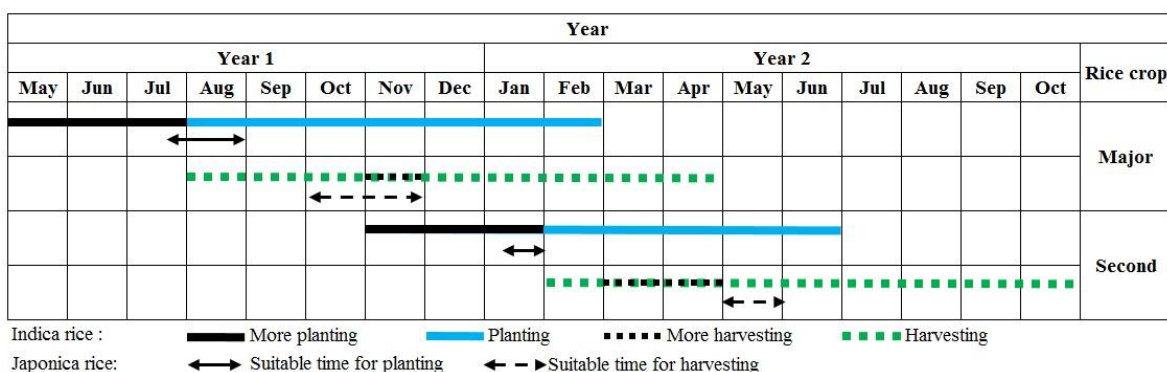 Year
Year 1 Year 2 Rice crop
May Jun Jul Aug Sep Oct Nov Dec Jan Feb Mar Apr May Jun Jul Aug Sep Oct
Major
Second
Indica rice : More planting Planting More harvesting Harvesting
Japonica rice: Suitable time for planting Suitable time for harvesting